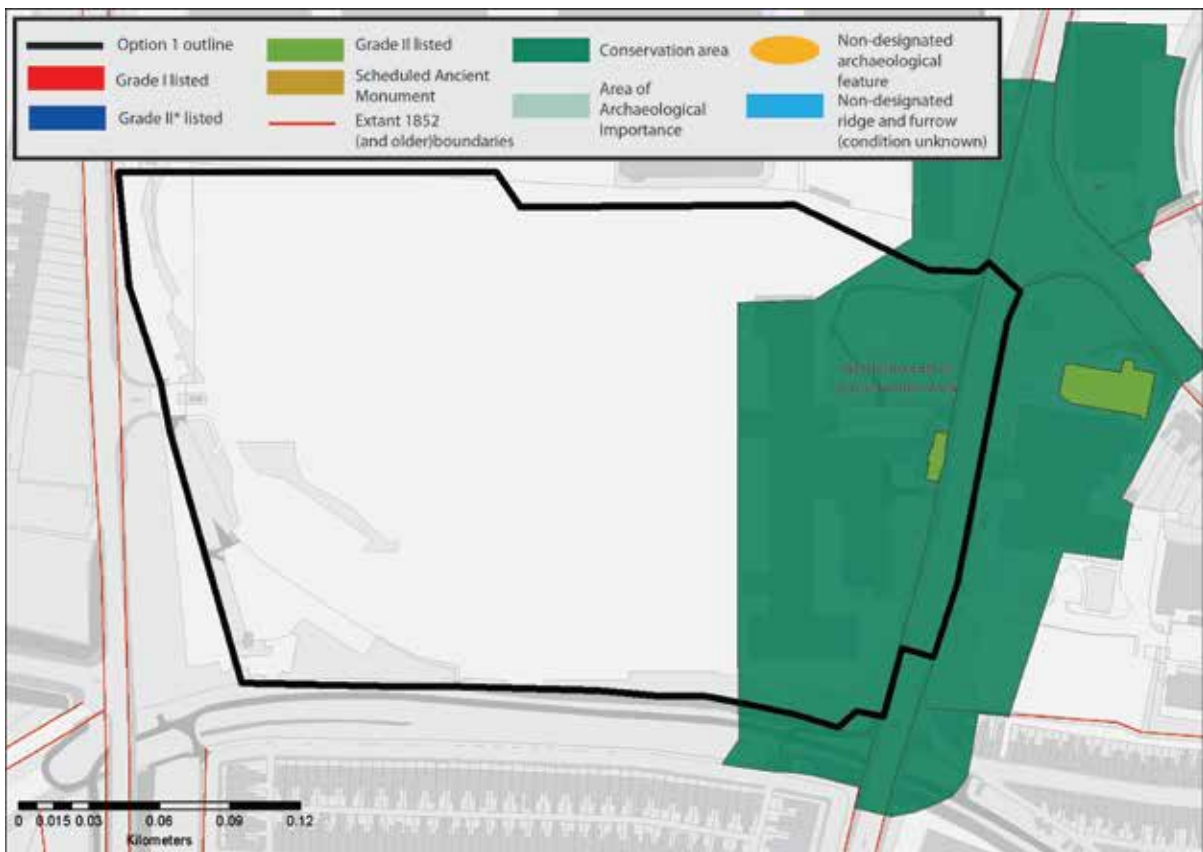 Option 1 outline
Grade I listed
Grade II* listed
Grade II listed
Scheduled Ancient
Monument
Extant 1852
(and older)boundaries
Conservation area
Area of
Archaeological
Importance
Non-designated
archaeological
feature
Non-designated
ridge and furrow
(condition unknown)
0 0.015 0.03 0.06 0.09 0.12
Kilometers